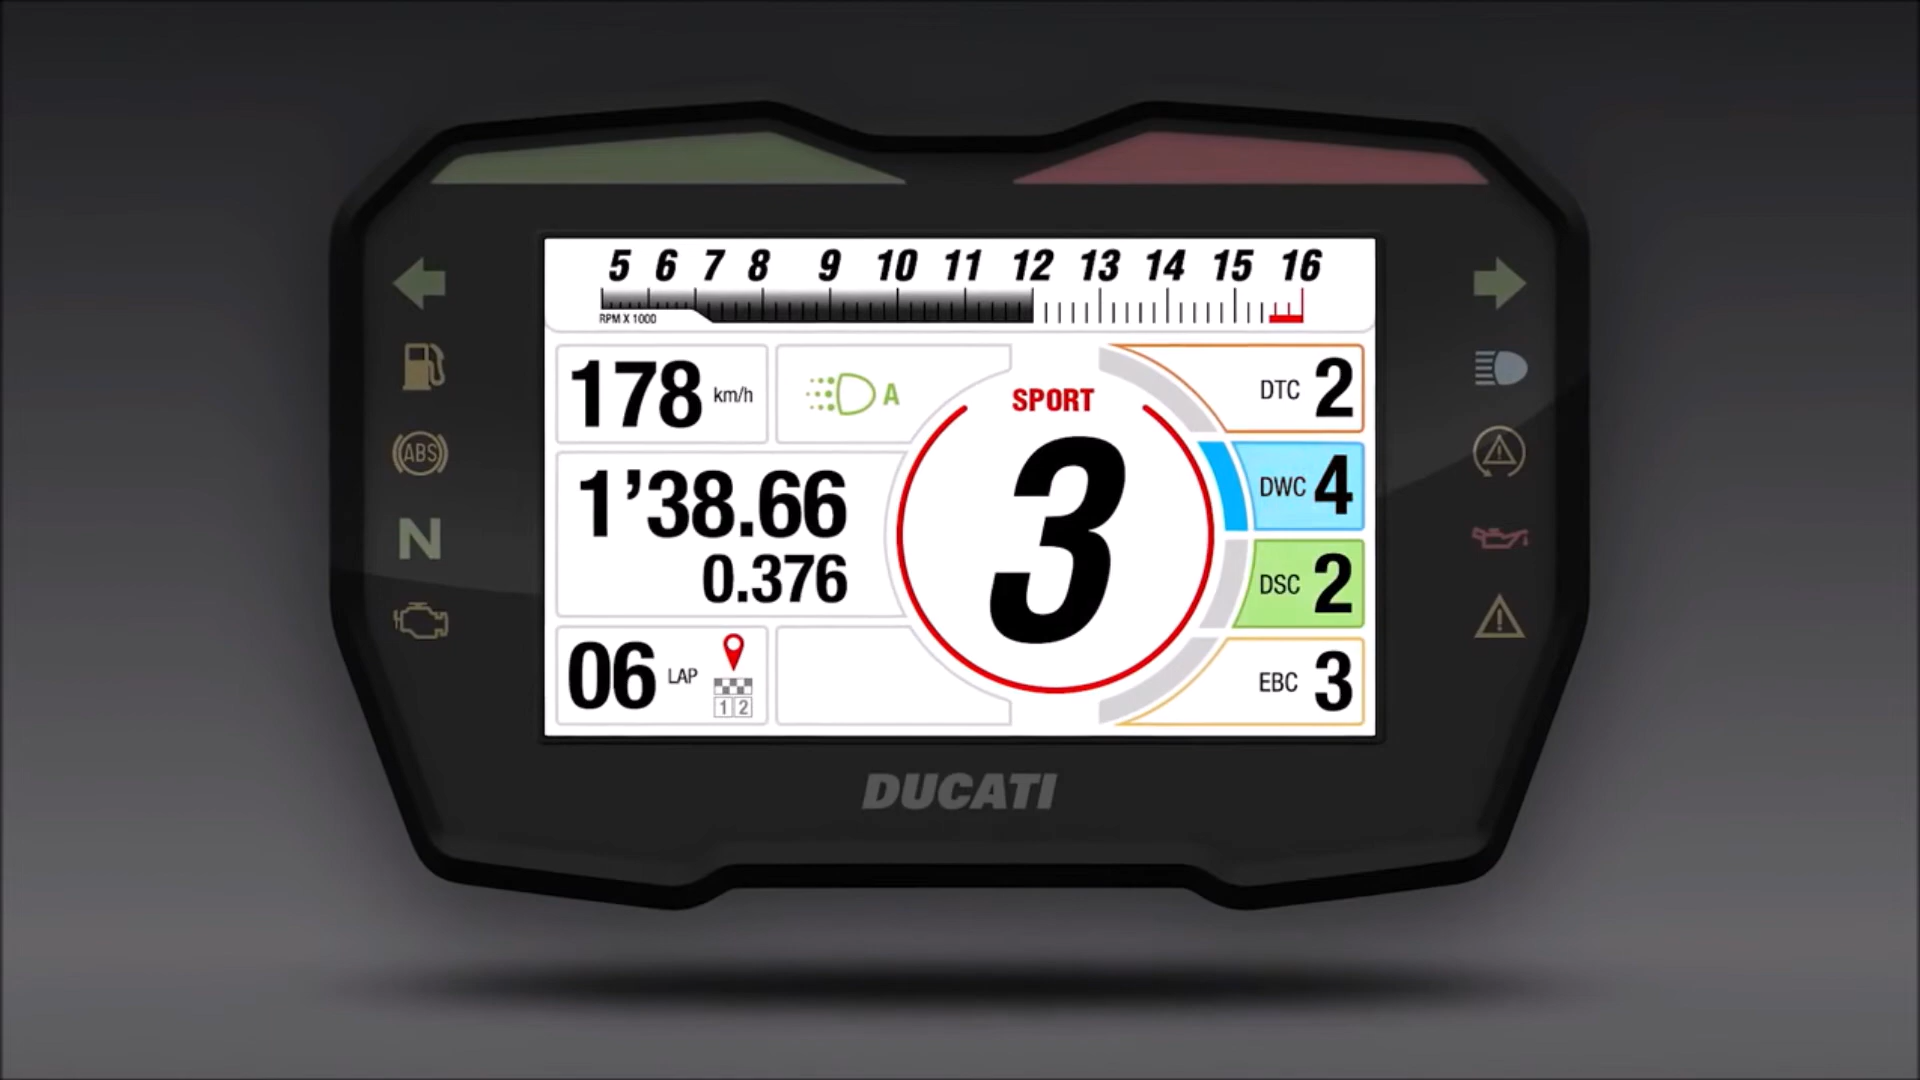 5 6 7 8 9 10 11 12 13 14 15 16
RPM X 1000
178 km/h
A
SPORT
DTC 2
ABS
1’38.66
0.376
3
DWC 4
N
DSC 2
06 LAP
1 2
EBC 3
DUCATI